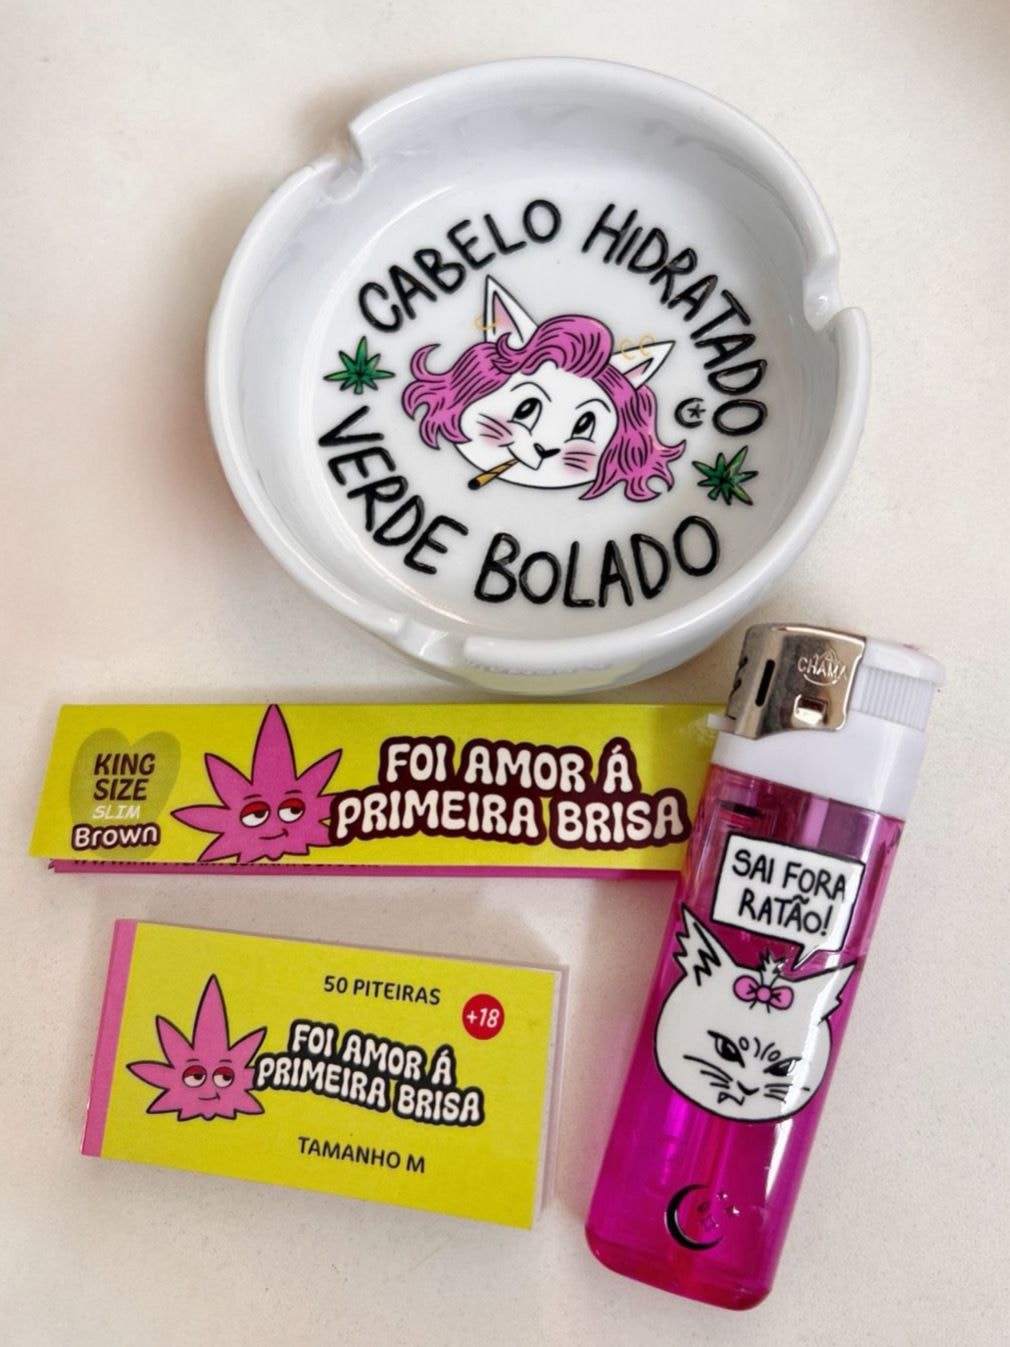 CABELO HIDRATADO
VERDE BOLADO
CHAMA
KING
SIZE
SLIM
Brown
FOI AMOR Á
PRIMEIRA BRISA
SAI FORA
RATÃO!
50 PITEIRAS
+18
FOI AMOR Á
PRIMEIRA BRISA
TAMANHO M